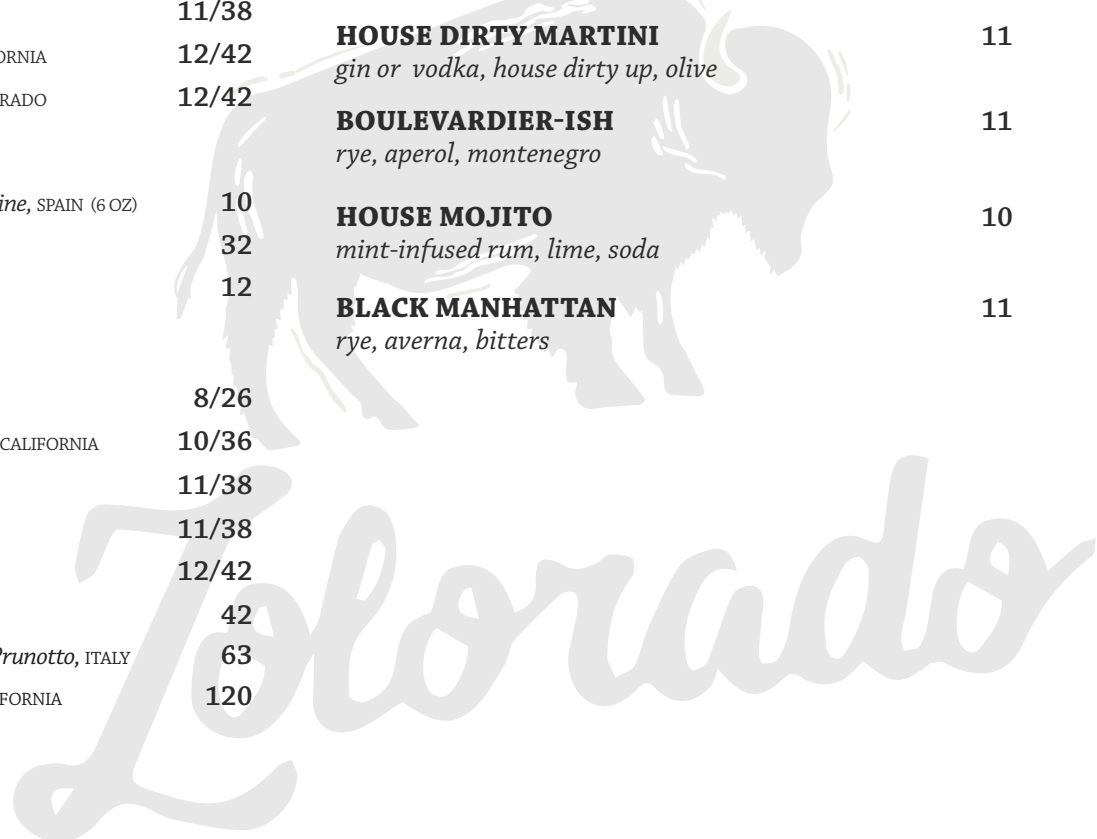 11/38
ORNIA 12/42
RADO 12/42
ine, SPAIN (6 OZ) 10
32
12
8/26
CALIFORNIA 10/36
11/38
11/38
12/42
42
Prunotto, ITALY 63
FORNIA 120
HOUSE DIRTY MARTINI 11
gin or vodka, house dirty up, olive
BOULEVARDIER-ISH 11
rye, aperol, montenegro
HOUSE MOJITO 10
mint-infused rum, lime, soda
BLACK MANHATTAN 11
rye, averna, bitters
Zolorado